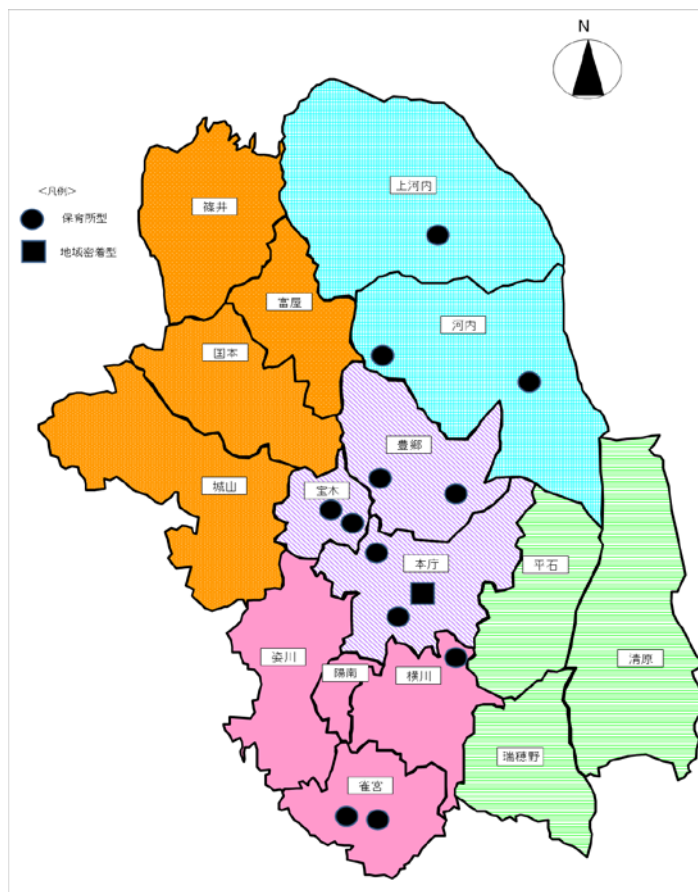 N
上河内
<凡例>
篠井
保育所型
地域密着型
富屋
河内
国本
豊郷
城山
宝木
本庁
平石
姿川
陽南
横川
清原
瑞穂野
雀宮